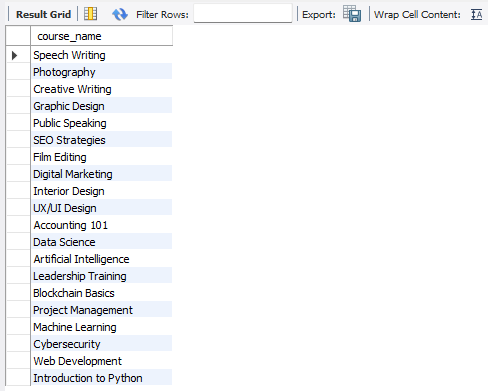 Result Grid Filter Rows: Export: Wrap Cell Content: IA
course_name
Speech Writing
Photography
Creative Writing
Graphic Design
Public Speaking
SEO Strategies
Film Editing
Digital Marketing
Interior Design
UX/UI Design
Accounting 101
Data Science
Artificial Intelligence
Leadership Training
Blockchain Basics
Project Management
Machine Learning
Cybersecurity
Web Development
Introduction to Python